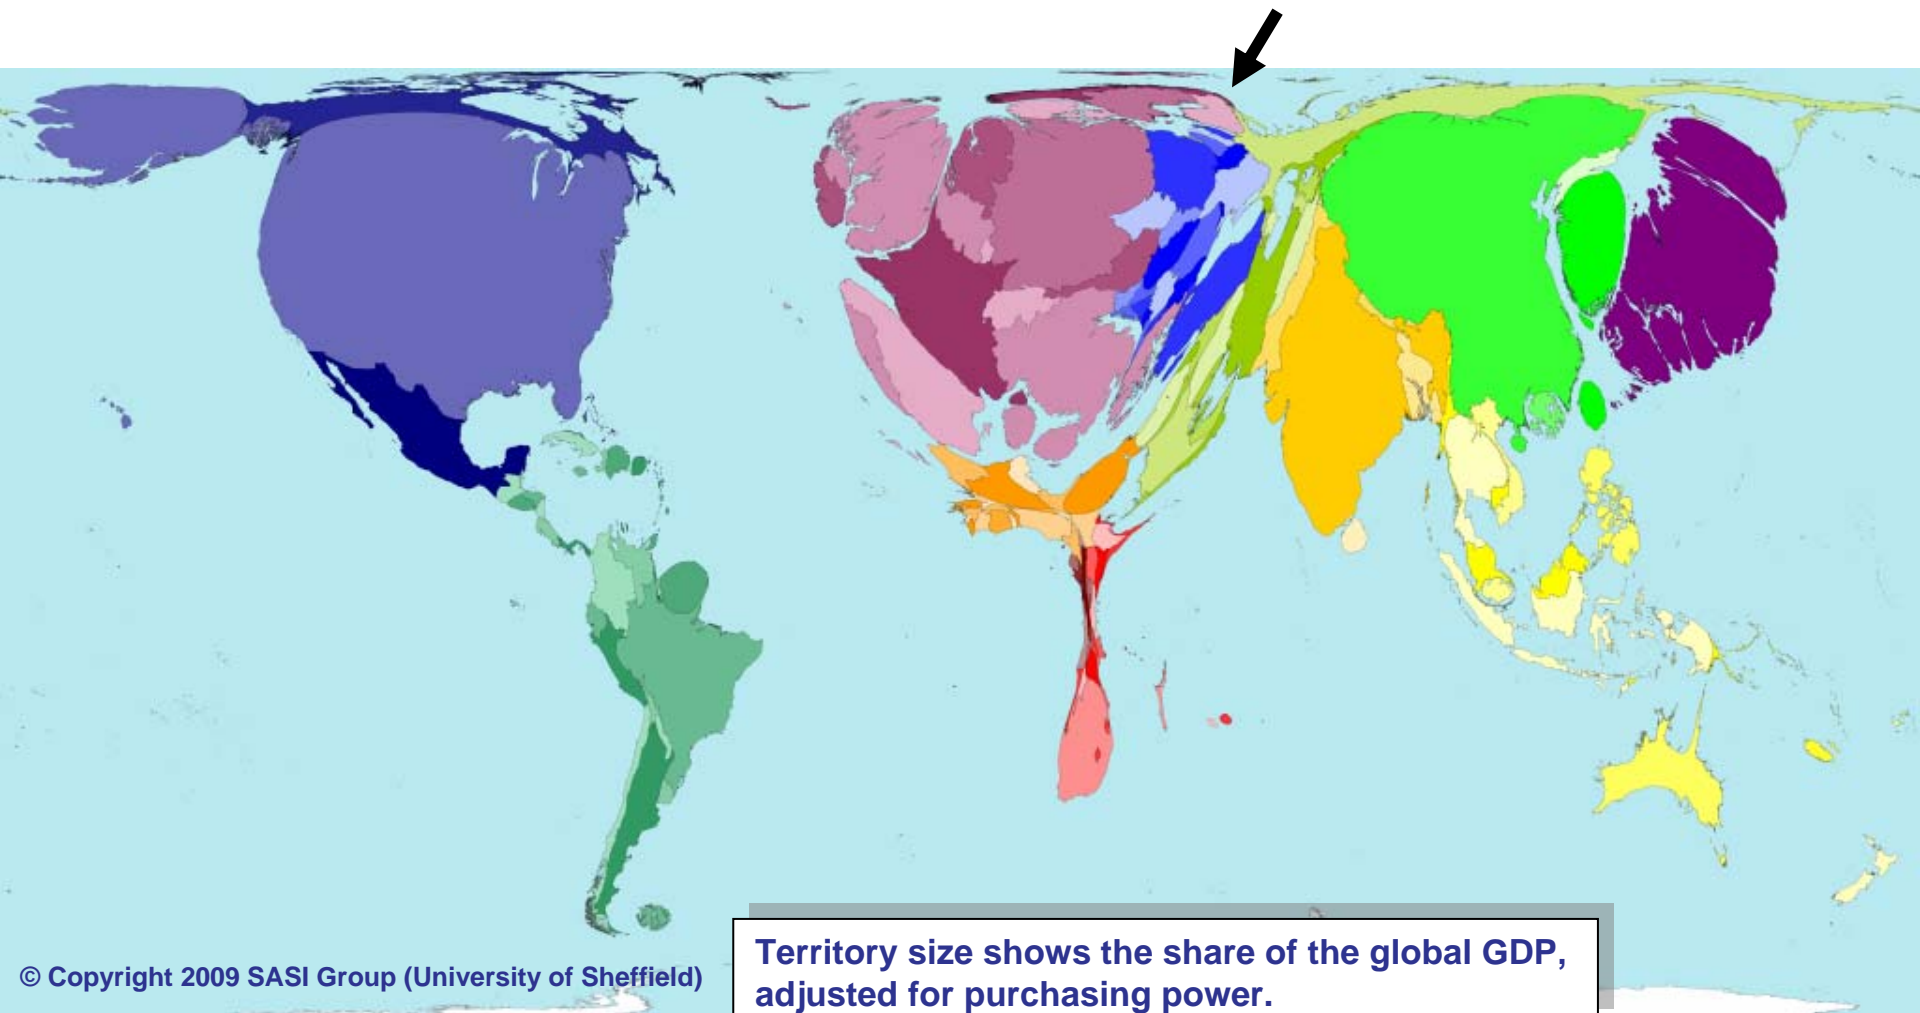 © Copyright 2009 SASI Group (University of Sheffield)
Territory size shows the share of the global GDP,
adjusted for purchasing power.